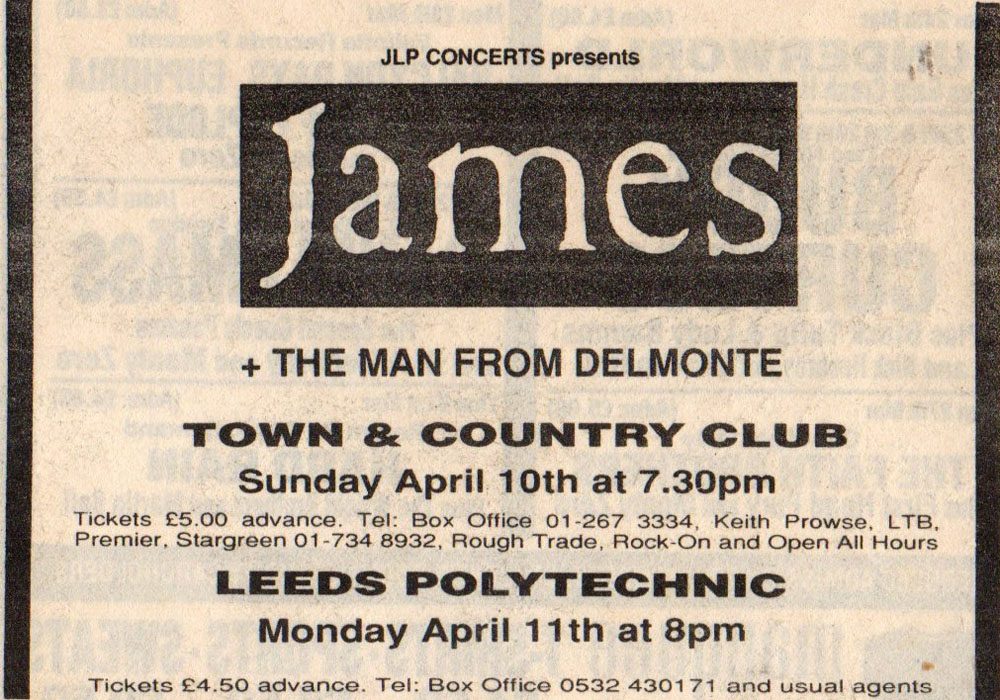 JLP CONCERTS presents
James
+ THE MAN FROM DELMONTE
TOWN & COUNTRY CLUB
Sunday April 10th at 7.30pm
Tickets £5.00 advance. Tel: Box Office 01-267 3334, Keith Prowse, LTB,
Premier, Stargreen 01-734 8932, Rough Trade, Rock-On and Open All Hours
LEEDS POLYTECHNIC
Monday April 11th at 8pm
Tickets £4.50 advance. Tel: Box Office 0532 430171 and usual agents